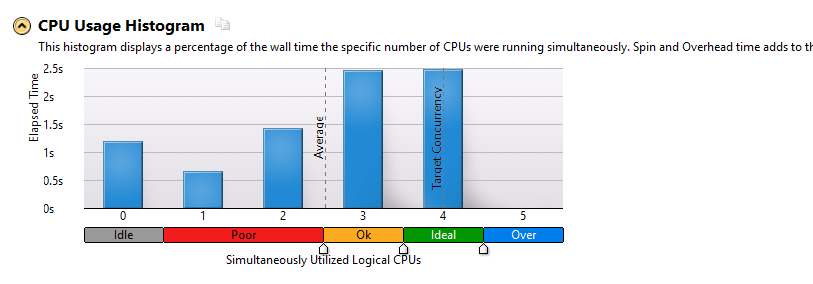 CPU Usage Histogram
This histogram displays a percentage of the wall time the specific number of CPUs were running simultaneously. Spin and Overhead time adds to th
Elapsed Time
2.5s
2s
1.5s
1s
0.5s
0s
Average
Target Concurrency
0 1 2 3 4 5
Idle Poor Ok Ideal Over
Simultaneously Utilized Logical CPUs